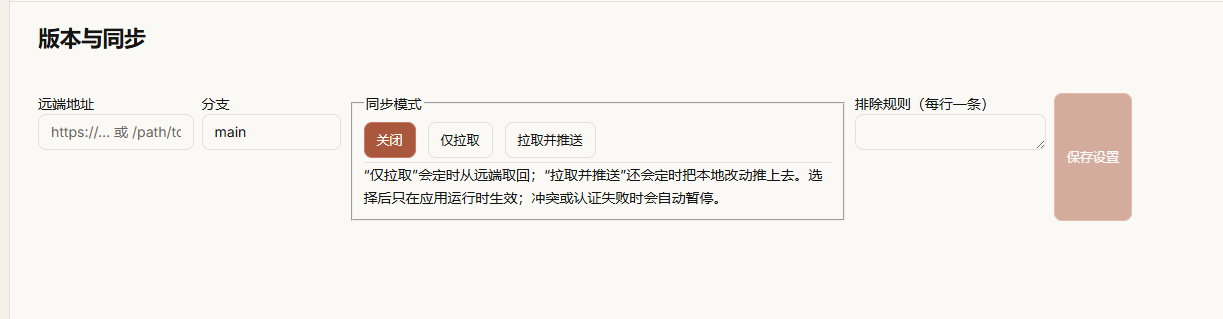 版本与同步
远端地址
https://... 或 /path/tc
分支
main
同步模式
关闭
仅拉取
拉取并推送
“仅拉取”会定时从远端取回；“拉取并推送”还会定时把本地改动推上去。选
择后只在应用运行时生效；冲突或认证失败时会自动暂停。
排除规则（每行一条）
保存设置